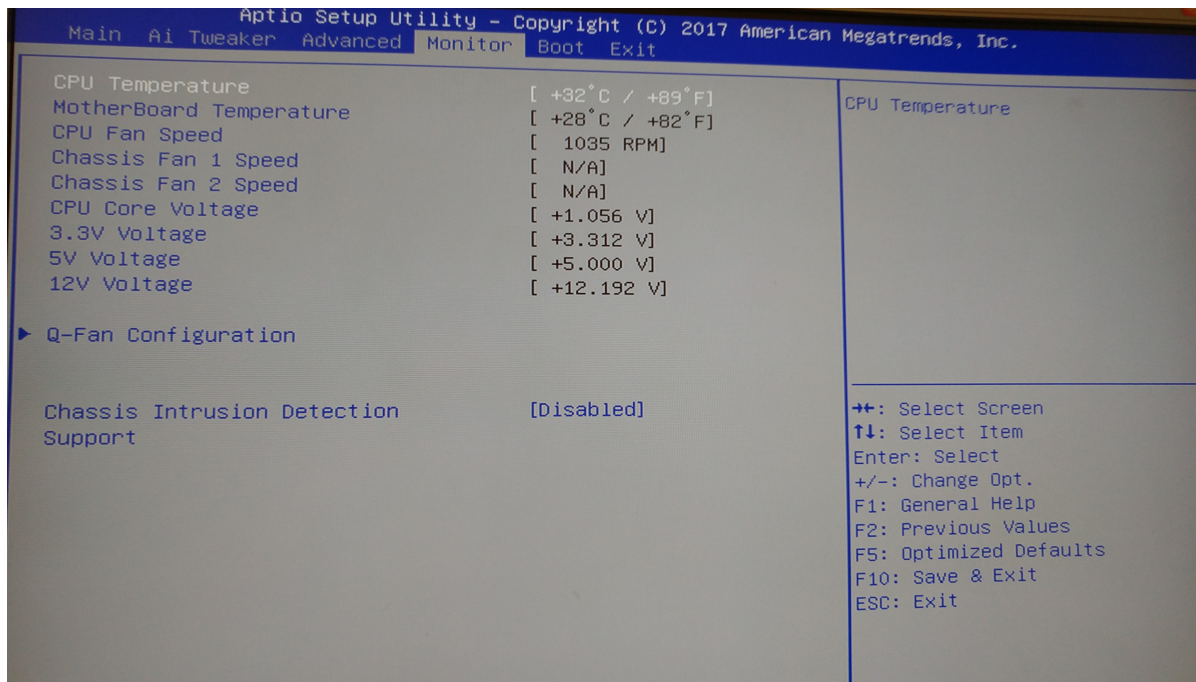 Aptio Setup Utility – Copyright (C) 2017 American Megatrends, Inc.
Main Ai Tweaker Advanced Monitor Boot Exit
CPU Temperature [ +32°C / +89°F]
MotherBoard Temperature [ +28°C / +82°F]
CPU Fan Speed [ 1035 RPM]
Chassis Fan 1 Speed [ N/A]
Chassis Fan 2 Speed [ N/A]
CPU Core Voltage [ +1.056 V]
3.3V Voltage [ +3.312 V]
5V Voltage [ +5.000 V]
12V Voltage [ +12.192 V]
▶ Q-Fan Configuration
Chassis Intrusion Detection [Disabled]
Support
CPU Temperature
→←: Select Screen
↑↓: Select Item
Enter: Select
+/-: Change Opt.
F1: General Help
F2: Previous Values
F5: Optimized Defaults
F10: Save & Exit
ESC: Exit